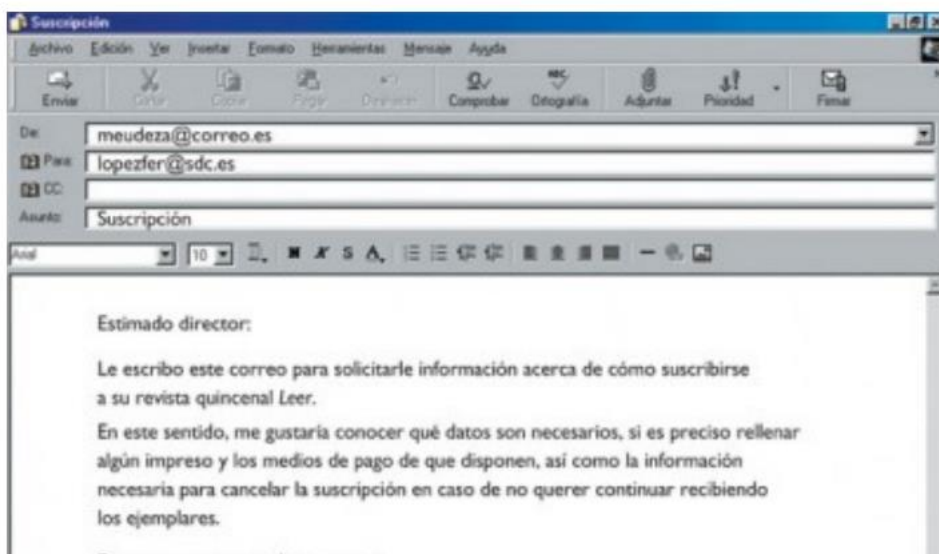 Suscripción
Archivo Edición Ver Insertar Formato Herramientas Mensaje Ayuda
Enviar Cortar Copiar Pegar Deshacer Comprobar Ortografía Adjuntar Prioridad Firmar
De: meudeza@correo.es
Para: lopezfer@sdc.es
CC:
Asunto: Suscripción
Arial 10
Estimado director:
Le escribo este correo para solicitarle información acerca de cómo suscribirse
a su revista quincenal Leer.
En este sentido, me gustaría conocer qué datos son necesarios, si es preciso rellenar
algún impreso y los medios de pago de que disponen, así como la información
necesaria para cancelar la suscripción en caso de no querer continuar recibiendo
los ejemplares.